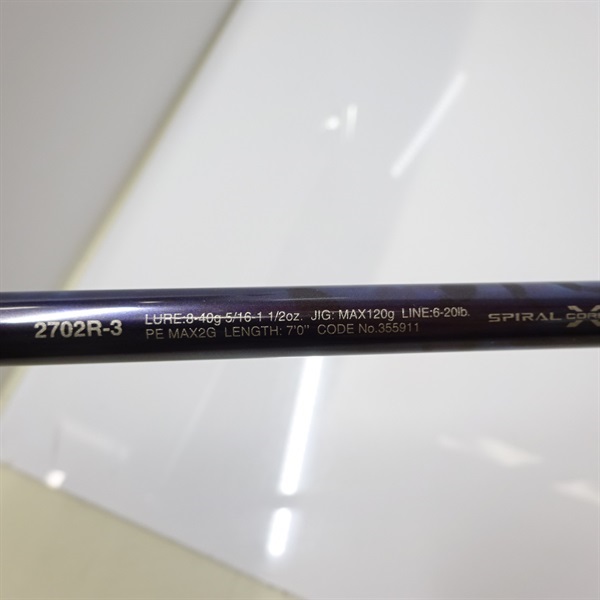 2702R-3
LURE:8-40g 5/16-1 1/2oz. JIG: MAX120g LINE:6-20lb.
PE MAX2G LENGTH: 7'0" CODE No.355911
SPIRAL X CORE